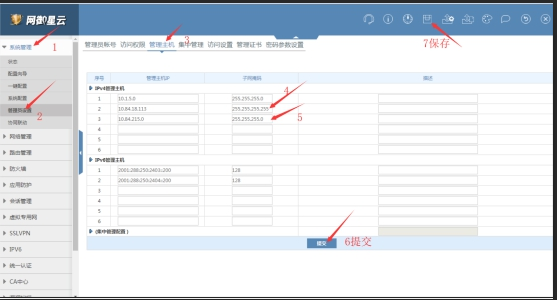 网御星云
7保存
系统管理
1
状态
配置向导
一键配置
系统配置
管理员设置
2
协同联动
网络管理
路由管理
防火墙
应用防护
会话管理
虚拟专用网
SSLVPN
IPV6
统一认证
CA中心
3
管理员账号 访问权限 管理主机 集中管理 访问设置 管理证书 密码参数设置
序号 管理主机IP 子网掩码 描述
IPv4管理主机
1 10.1.5.0 255.255.255.0
2 10.84.18.113 255.255.255.255
4
3 10.84.215.0 255.255.255.0
5
4
5
6
IPv6管理主机
1 2001:288:250:2403::200 128
2 2001:288:250:2404::200 128
3
4
5
6
(集中管理配置)
提交
6提交